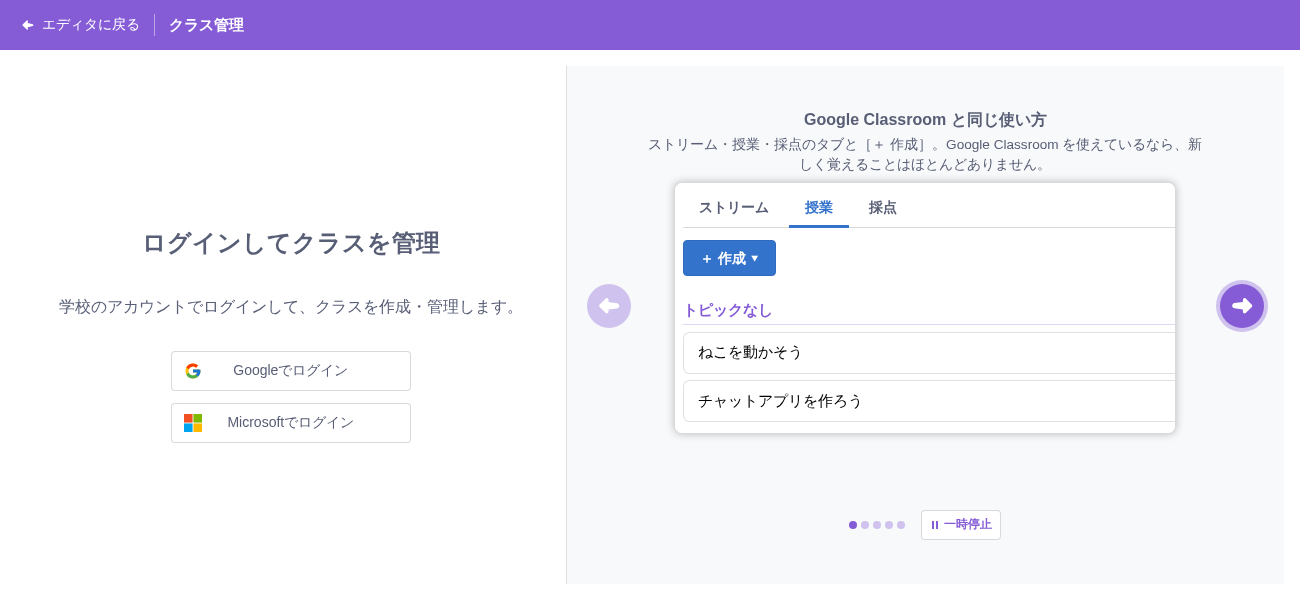 エディタに戻る
クラス管理
ログインしてクラスを管理
学校のアカウントでログインして、クラスを作成・管理します。
Googleでログイン
Microsoftでログイン
Google Classroom と同じ使い方
ストリーム・授業・採点のタブと［＋ 作成］。Google Classroom を使えているなら、新
しく覚えることはほとんどありません。
ストリーム 授業 採点
＋ 作成 ▼
トピックなし
ねこを動かそう
チャットアプリを作ろう
一時停止